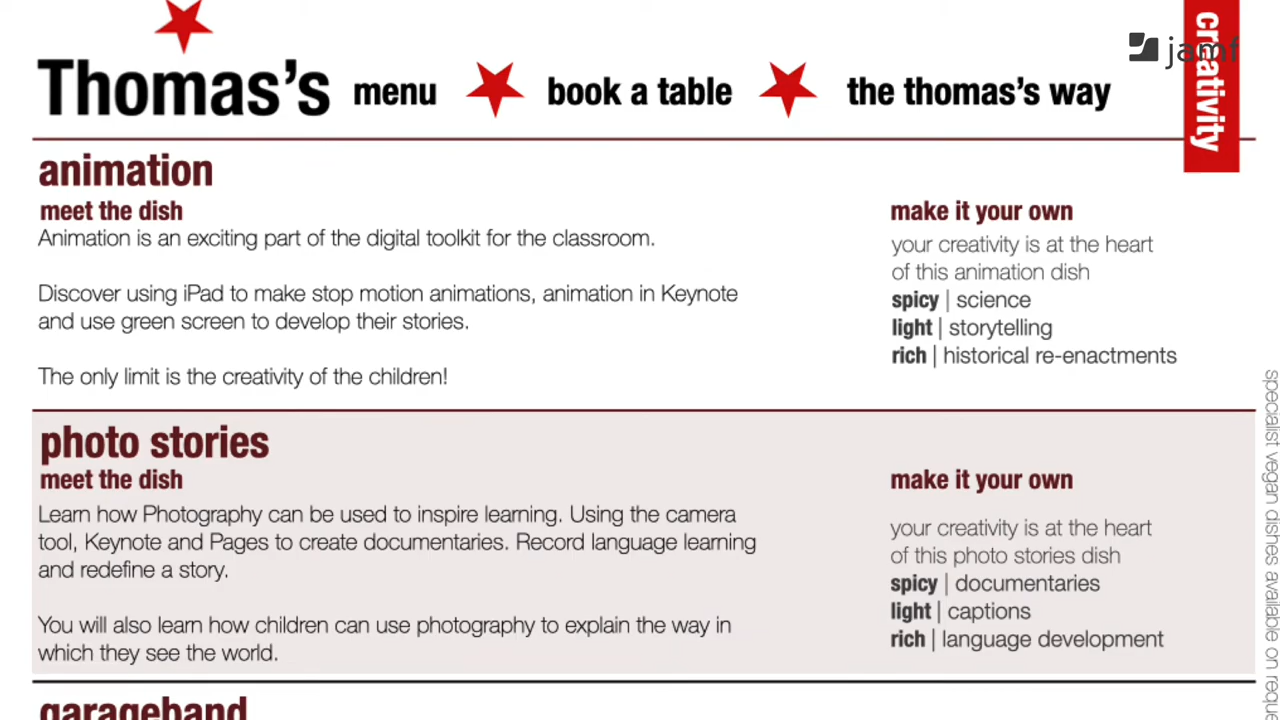 Thomas's menu book a table the thomas's way
creativity
jamf
animation
meet the dish
Animation is an exciting part of the digital toolkit for the classroom.
Discover using iPad to make stop motion animations, animation in Keynote
and use green screen to develop their stories.
The only limit is the creativity of the children!
make it your own
your creativity is at the heart
of this animation dish
spicy | science
light | storytelling
rich | historical re-enactments
photo stories
meet the dish
Learn how Photography can be used to inspire learning. Using the camera
tool, Keynote and Pages to create documentaries. Record language learning
and redefine a story.
You will also learn how children can use photography to explain the way in
which they see the world.
make it your own
your creativity is at the heart
of this photo stories dish
spicy | documentaries
light | captions
rich | language development
specialist vegan dishes available on reque
garageband